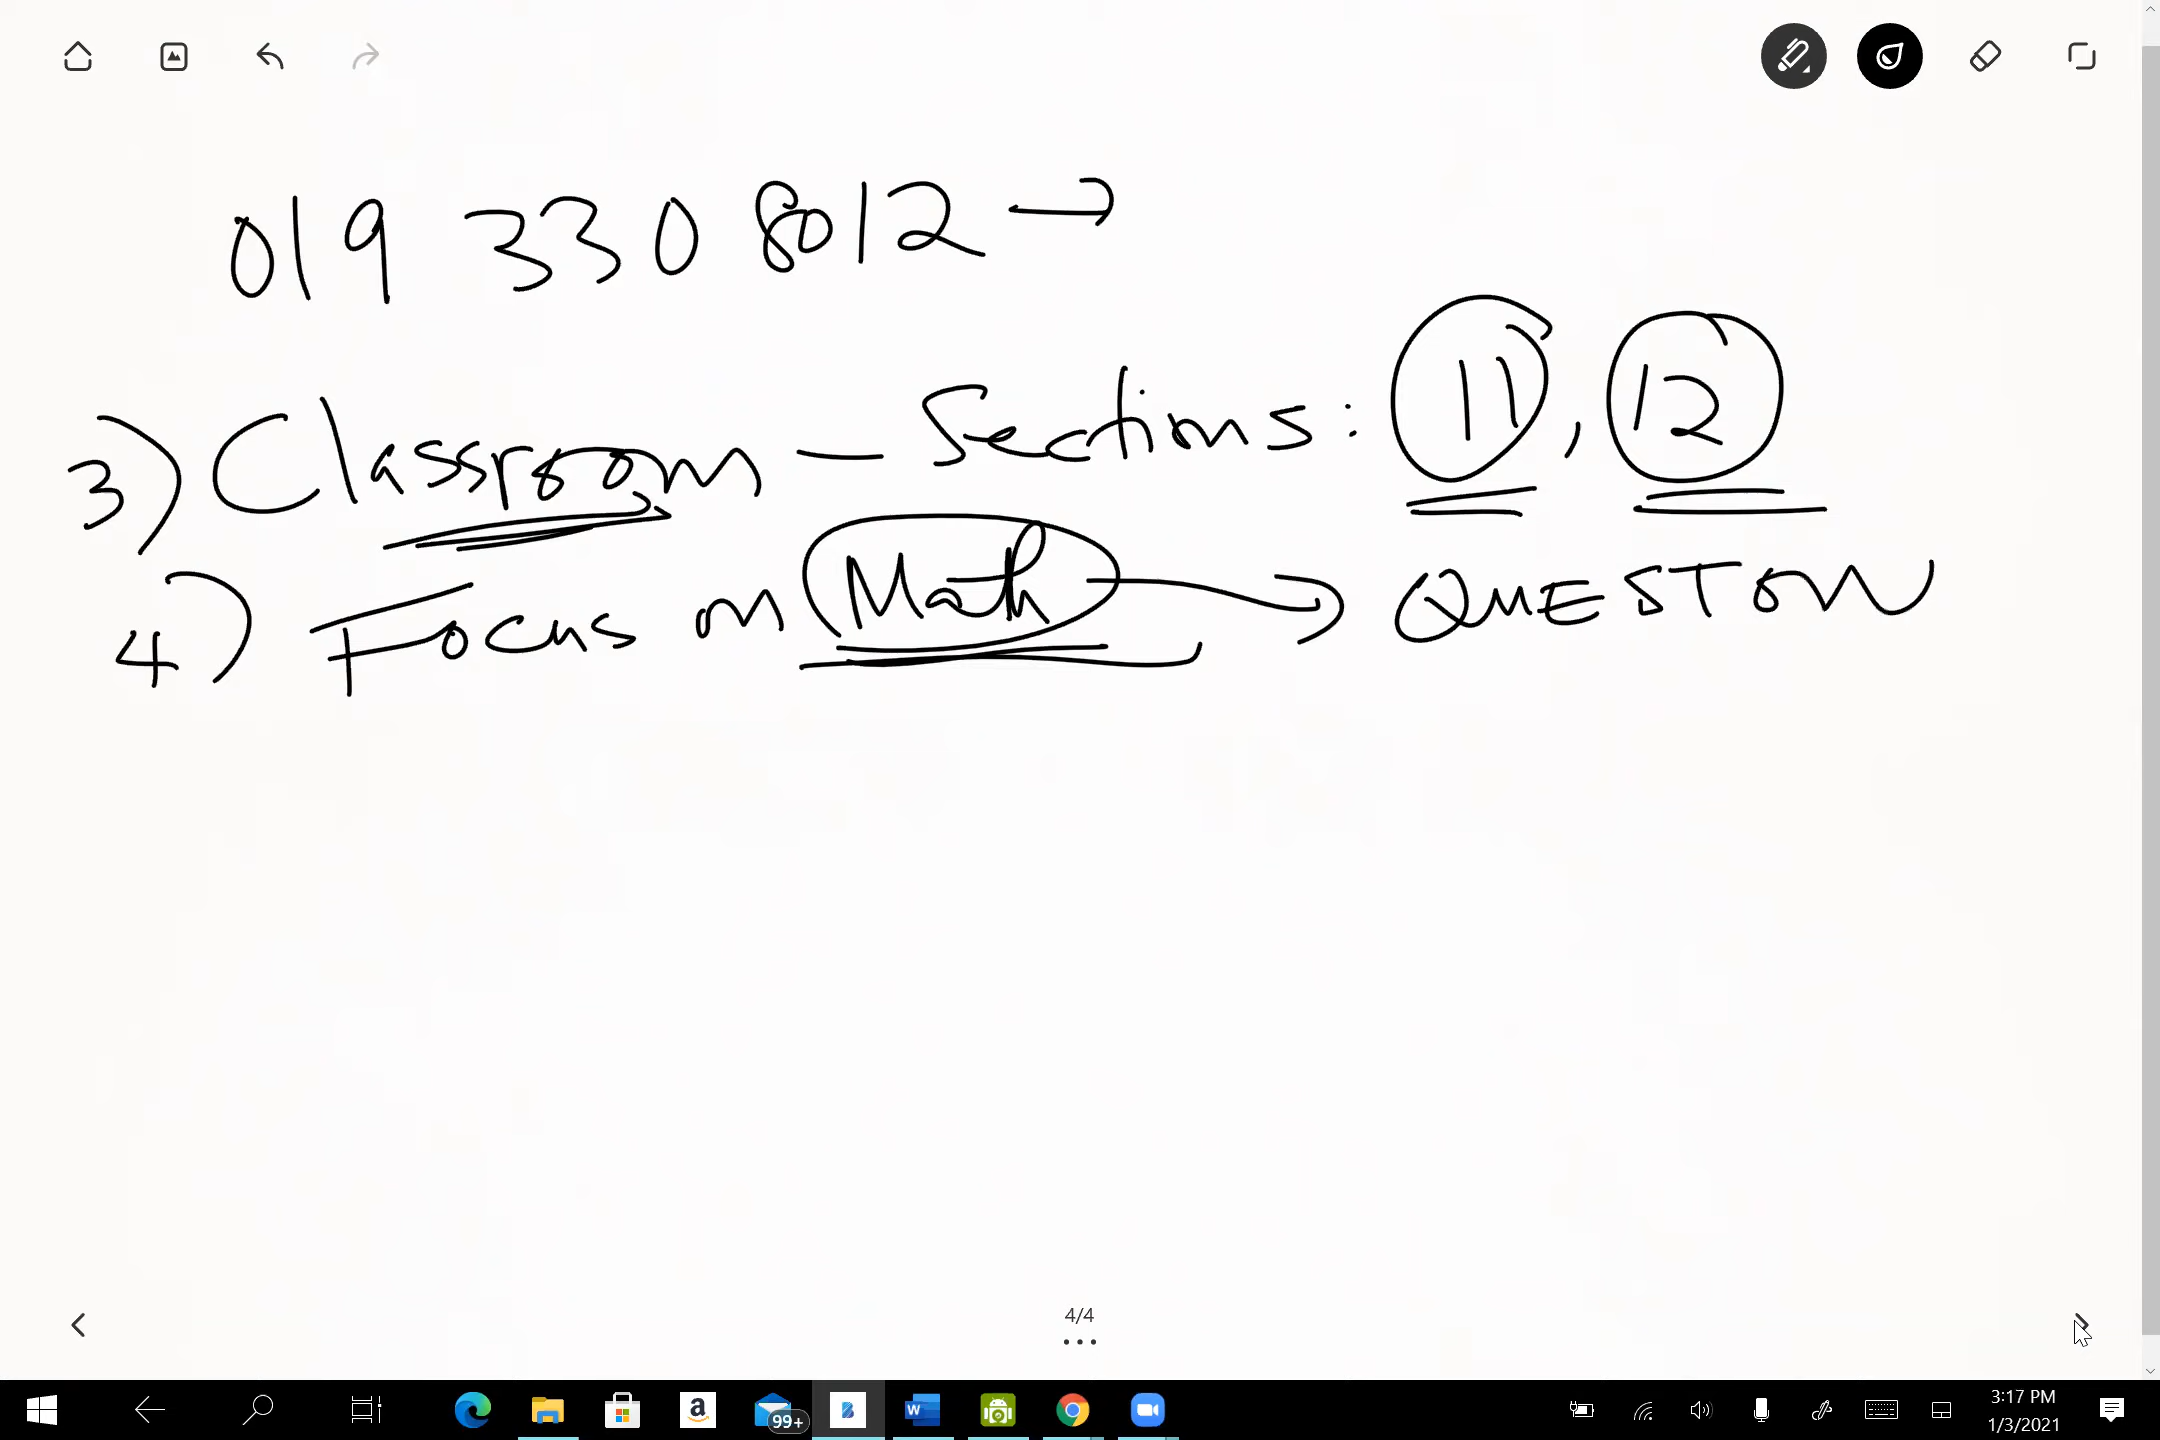 019 330 8012 →
3) Classroom — Sections: 11, 12
4) Focus on Math → QUESTON
4/4
99+
3:17 PM
1/3/2021